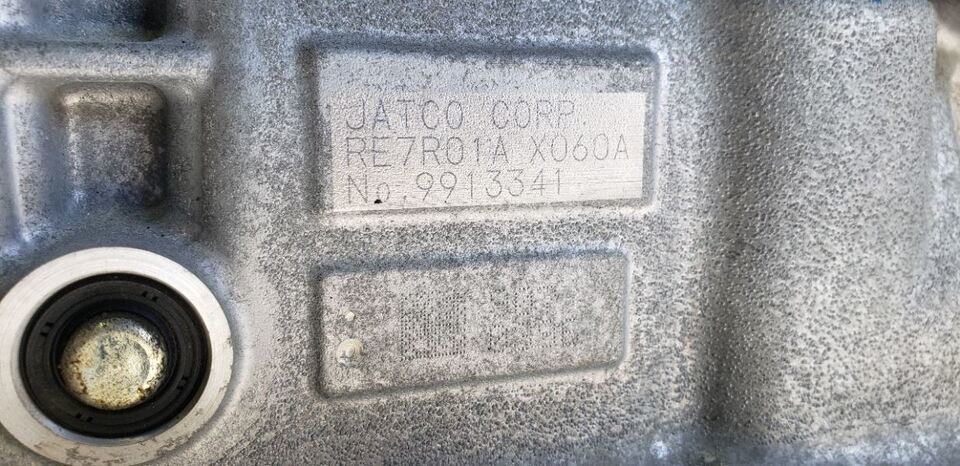 JATCO CORP.
RE7R01A X060A
No.9913341